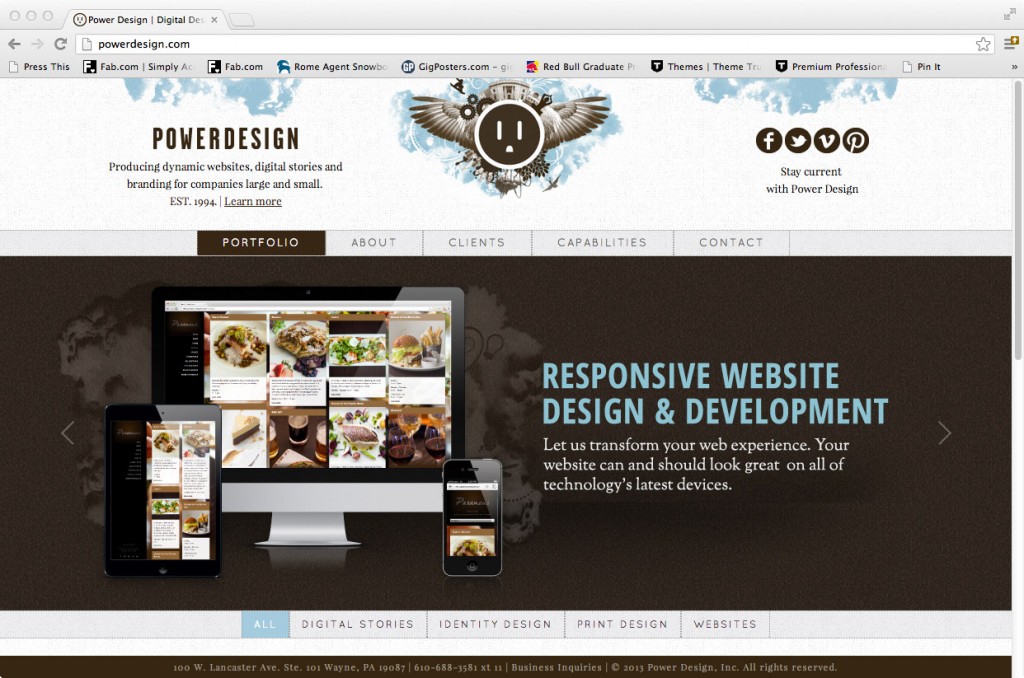 Power Design | Digital Des
powerdesign.com
Press This
Fab.com | Simply Ac
Fab.com
Rome Agent Snowbo
GigPosters.com – gi
Red Bull Graduate Pr
Themes | Theme Tru
Premium Professiona
Pin It
»
POWERDESIGN
Producing dynamic websites, digital stories and
branding for companies large and small.
EST. 1994. | Learn more
Stay current
with Power Design
PORTFOLIO
ABOUT
CLIENTS
CAPABILITIES
CONTACT
RESPONSIVE WEBSITE
DESIGN & DEVELOPMENT
Let us transform your web experience. Your
website can and should look great on all of
technology's latest devices.
ALL
DIGITAL STORIES
IDENTITY DESIGN
PRINT DESIGN
WEBSITES
100 W. Lancaster Ave. Ste. 101 Wayne, PA 19087 | 610-688-3581 xt 11 | Business Inquiries | © 2013 Power Design, Inc. All rights reserved.